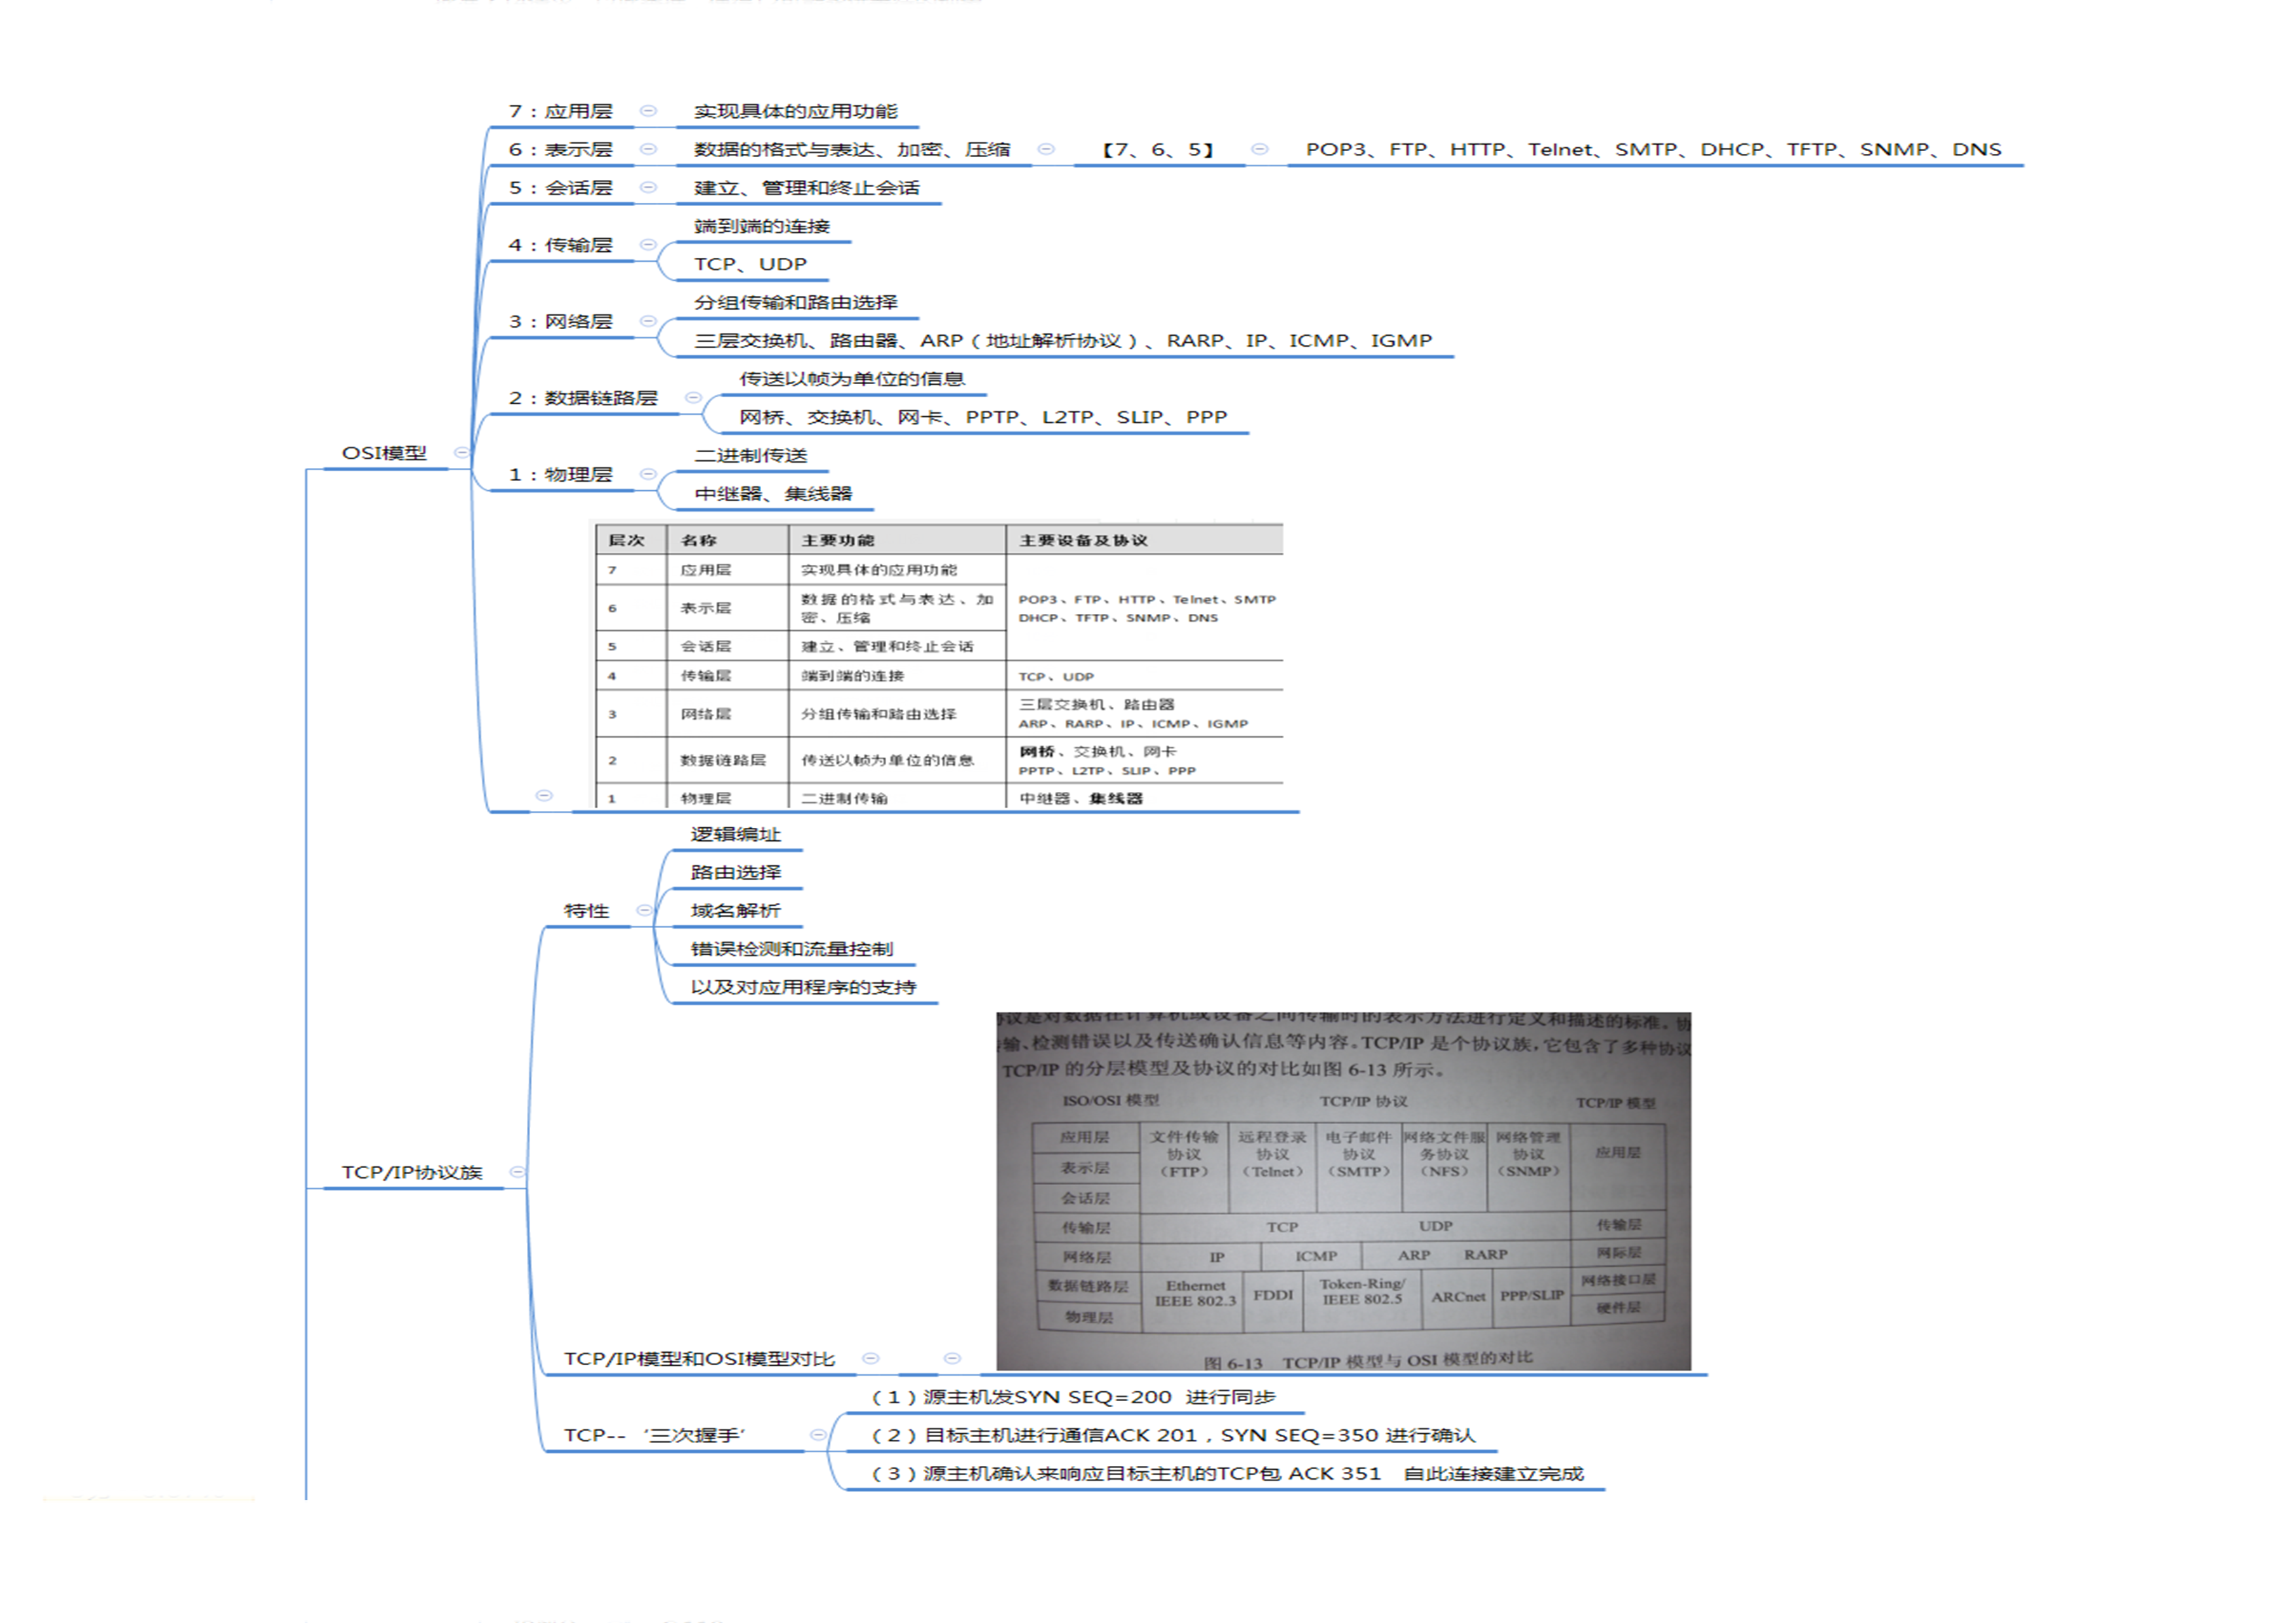 7：应用层
实现具体的应用功能
6：表示层
数据的格式与表达、加密、压缩
【7、6、5】
POP3、FTP、HTTP、Telnet、SMTP、DHCP、TFTP、SNMP、DNS
5：会话层
建立、管理和终止会话
4：传输层
端到端的连接
TCP、UDP
3：网络层
分组传输和路由选择
三层交换机、路由器、ARP（地址解析协议）、RARP、IP、ICMP、IGMP
2：数据链路层
传送以帧为单位的信息
网桥、交换机、网卡、PPTP、L2TP、SLIP、PPP
OSI模型
1：物理层
二进制传送
中继器、集线器
层次 名称 主要功能 主要设备及协议
7 应用层 实现具体的应用功能
6 表示层 数据的格式与表达、加
密、压缩
POP3、FTP、HTTP、Telnet、SMTP
DHCP、TFTP、SNMP、DNS
5 会话层 建立、管理和终止会话
4 传输层 端到端的连接 TCP、UDP
3 网络层 分组传输和路由选择 三层交换机、路由器
ARP、RARP、IP、ICMP、IGMP
2 数据链路层 传送以帧为单位的信息 网桥、交换机、网卡
PPTP、L2TP、SLIP、PPP
1 物理层 二进制传输 中继器、集线器
TCP/IP协议族
特性
逻辑编址
路由选择
域名解析
错误检测和流量控制
以及对应用程序的支持
TCP/IP模型和OSI模型对比
议是对数据在计算机或设备之间传输时的表示方法进行定义和描述的标准。协
输、检测错误以及传送确认信息等内容。TCP/IP 是个协议族，它包含了多种协议
TCP/IP 的分层模型及协议的对比如图 6-13 所示。
ISO/OSI 模型 TCP/IP 协议 TCP/IP 模型
应用层
表示层
会话层
文件传输
协议
（FTP）
远程登录
协议
（Telnet）
电子邮件
协议
（SMTP）
网络文件服
务协议
（NFS）
网络管理
协议
（SNMP）
应用层
传输层 TCP UDP 传输层
网络层 IP ICMP ARP RARP 网际层
数据链路层
物理层
Ethernet
IEEE 802.3
FDDI
Token-Ring/
IEEE 802.5
ARCnet
PPP/SLIP
网络接口层
硬件层
图 6-13 TCP/IP 模型与 OSI 模型的对比
TCP--‘三次握手’
（1）源主机发SYN SEQ=200 进行同步
（2）目标主机进行通信ACK 201，SYN SEQ=350 进行确认
（3）源主机确认来响应目标主机的TCP包 ACK 351 自此连接建立完成